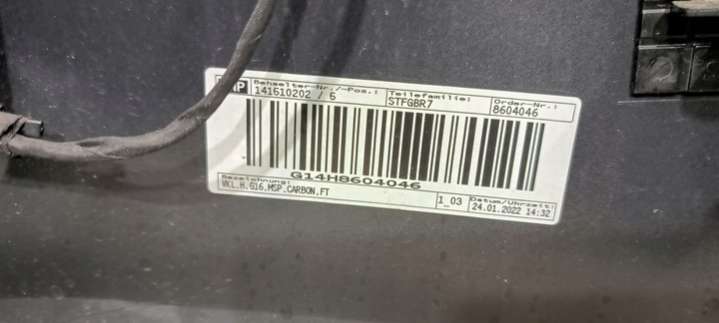 Behaelter-Nr./-Pos.:
141610202 / 6
Teilefamilie:
STFGBR7
Order-Nr.:
8604046
G14H8604046
Bezeichnung:
VKL.H.G16.MSP.CARBON.FT
1_03
Datum/Uhrzeit:
24.01.2022 14:32